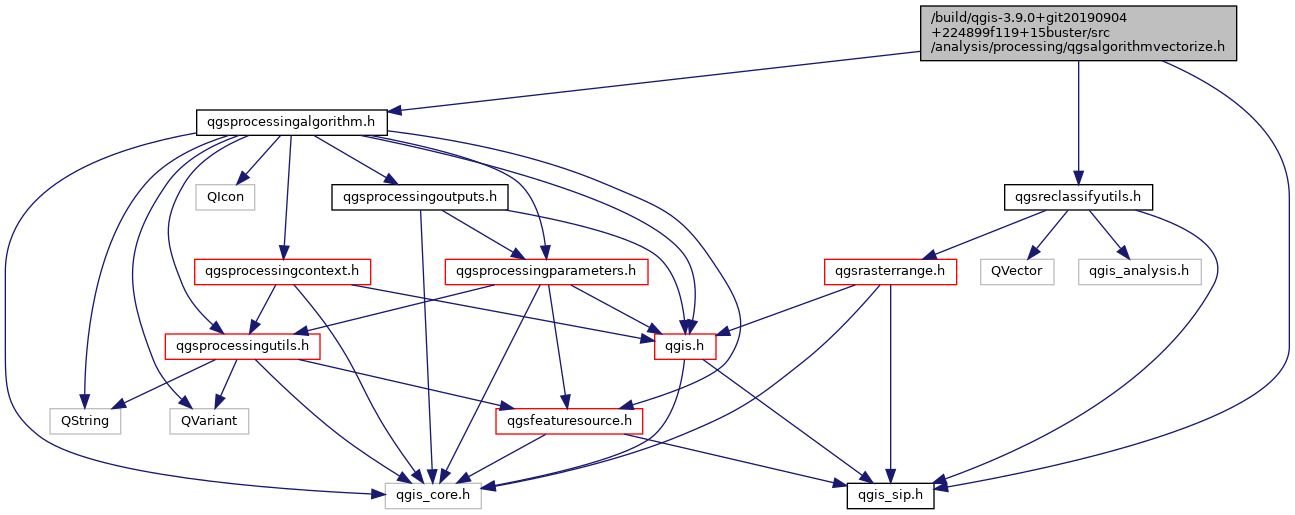 /build/qgis-3.9.0+git20190904
+224899f119+15buster/src
/analysis/processing/qgsalgorithmvectorize.h
qgsprocessingalgorithm.h
QIcon
qgsprocessingoutputs.h
qgsreclassifyutils.h
qgsprocessingcontext.h
qgsprocessingparameters.h
qgsrasterrange.h
QVector
qgis_analysis.h
qgsprocessingutils.h
qgis.h
QString
QVariant
qgsfeaturesource.h
qgis_core.h
qgis_sip.h